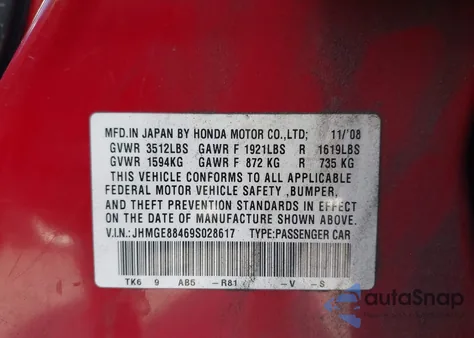 MFD.IN JAPAN BY HONDA MOTOR CO.,LTD; 11/'08
GVWR 3512LBS GAWR F 1921LBS R 1619LBS
GVWR 1594KG GAWR F 872 KG R 735 KG
THIS VEHICLE CONFORMS TO ALL APPLICABLE
FEDERAL MOTOR VEHICLE SAFETY ,BUMPER,
AND THEFT PREVENTION STANDARDS IN EFFECT
ON THE DATE OF MANUFACTURE SHOWN ABOVE.
V.I.N.:JHMGE88469S028617 TYPE:PASSENGER CAR
TK6 9 AB5 -R81 -V -S
autaSnap